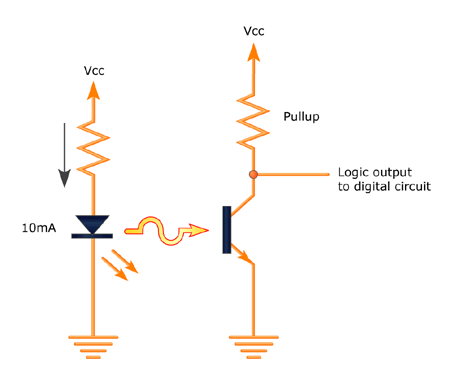 Vcc
Vcc
Pullup
Logic output
to digital circuit
10mA